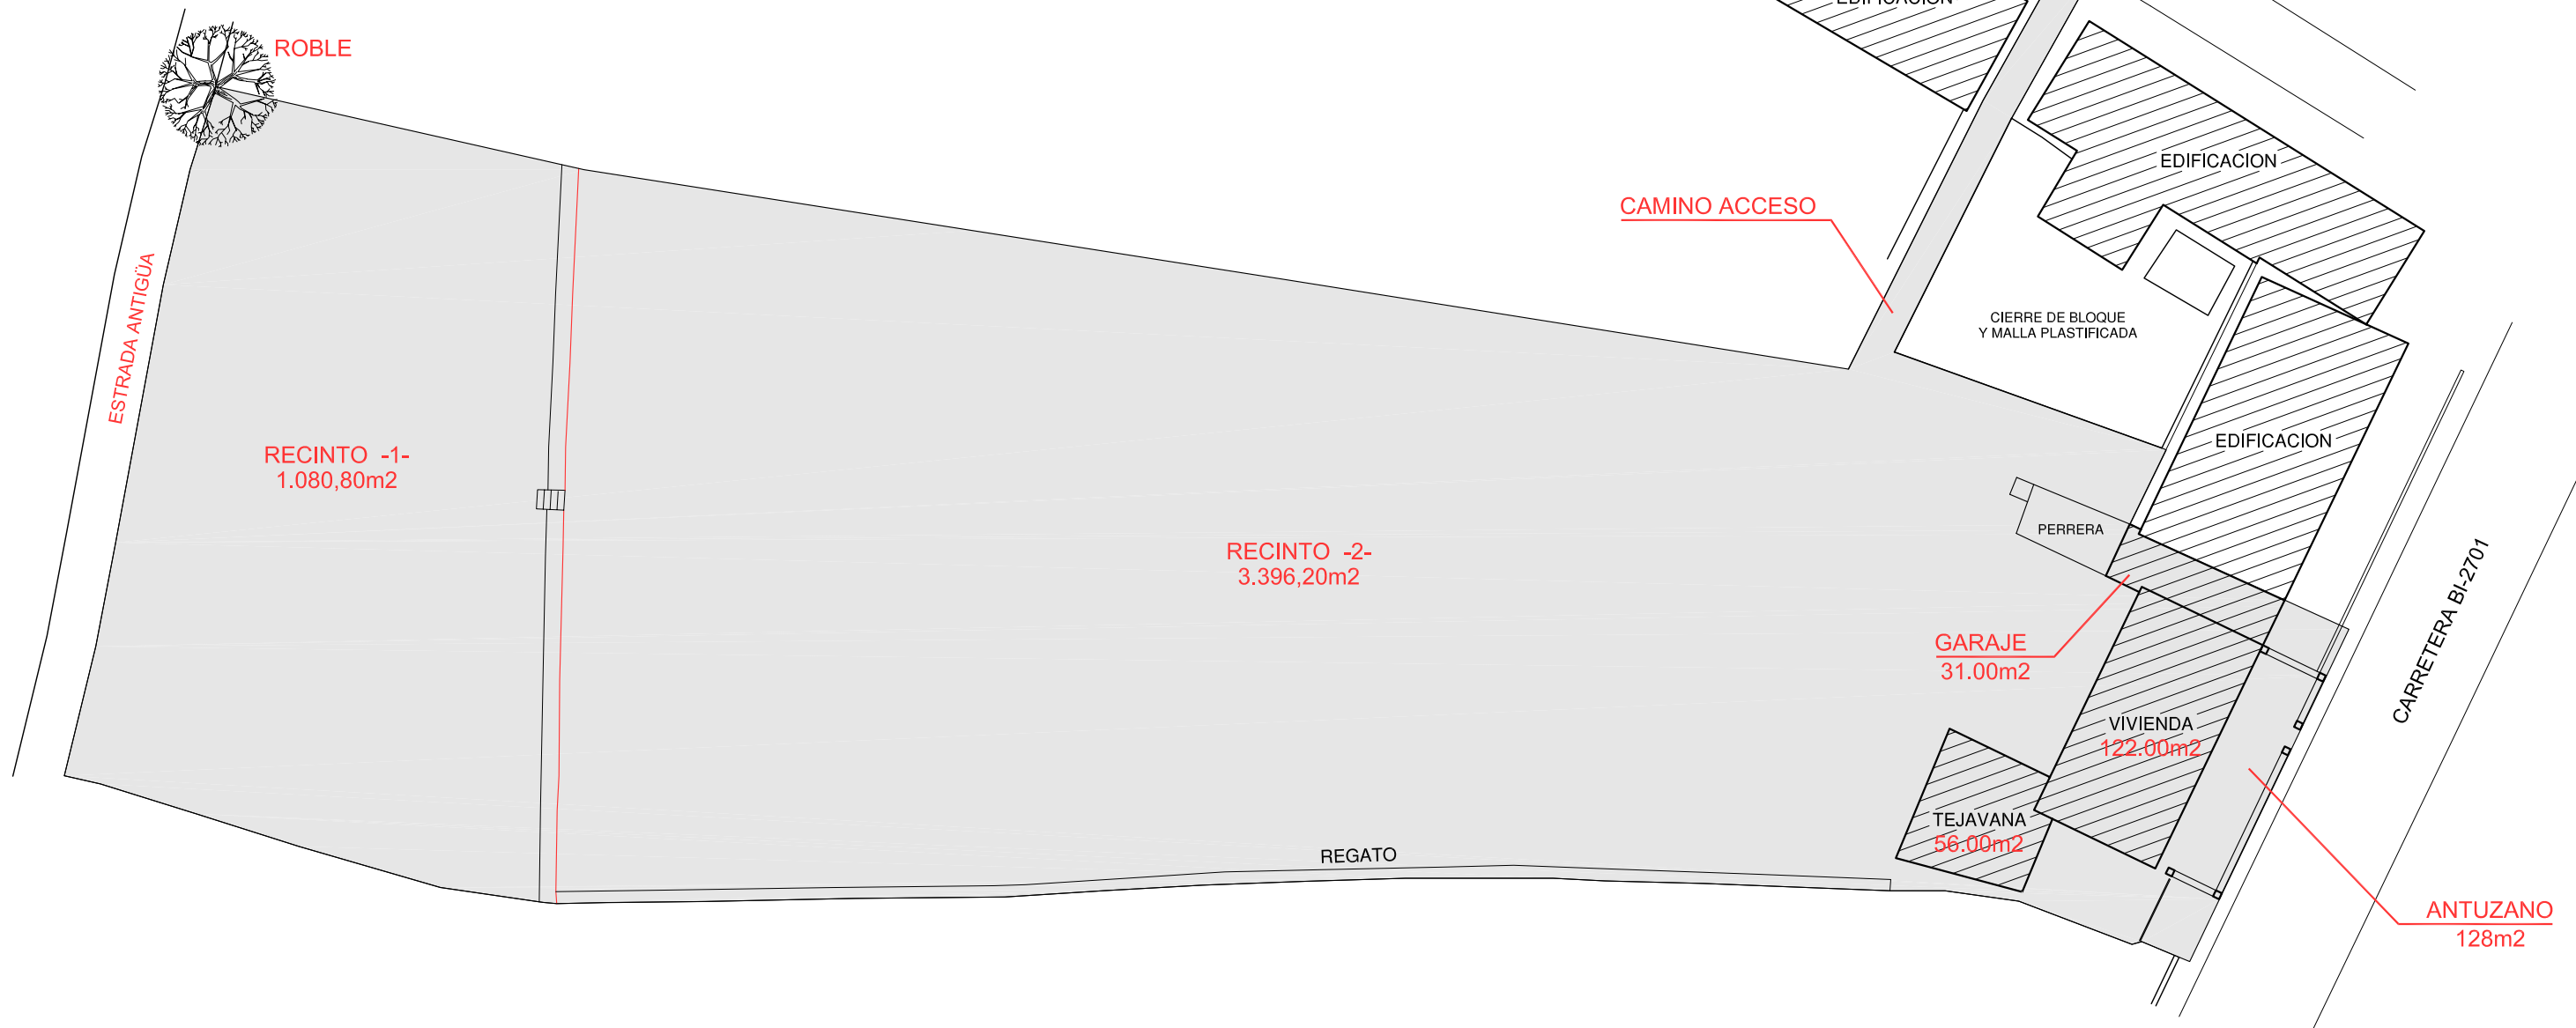 EDIFICACION
ROBLE
EDIFICACION
CAMINO ACCESO
ESTRADA ANTIGÜA
CIERRE DE BLOQUE
Y MALLA PLASTIFICADA
EDIFICACION
RECINTO -1-
1.080,80m2
PERRERA
RECINTO -2-
3.396,20m2
CARRETERA BI-2701
GARAJE
31.00m2
VIVIENDA
122.00m2
TEJAVANA
56.00m2
REGATO
ANTUZANO
128m2